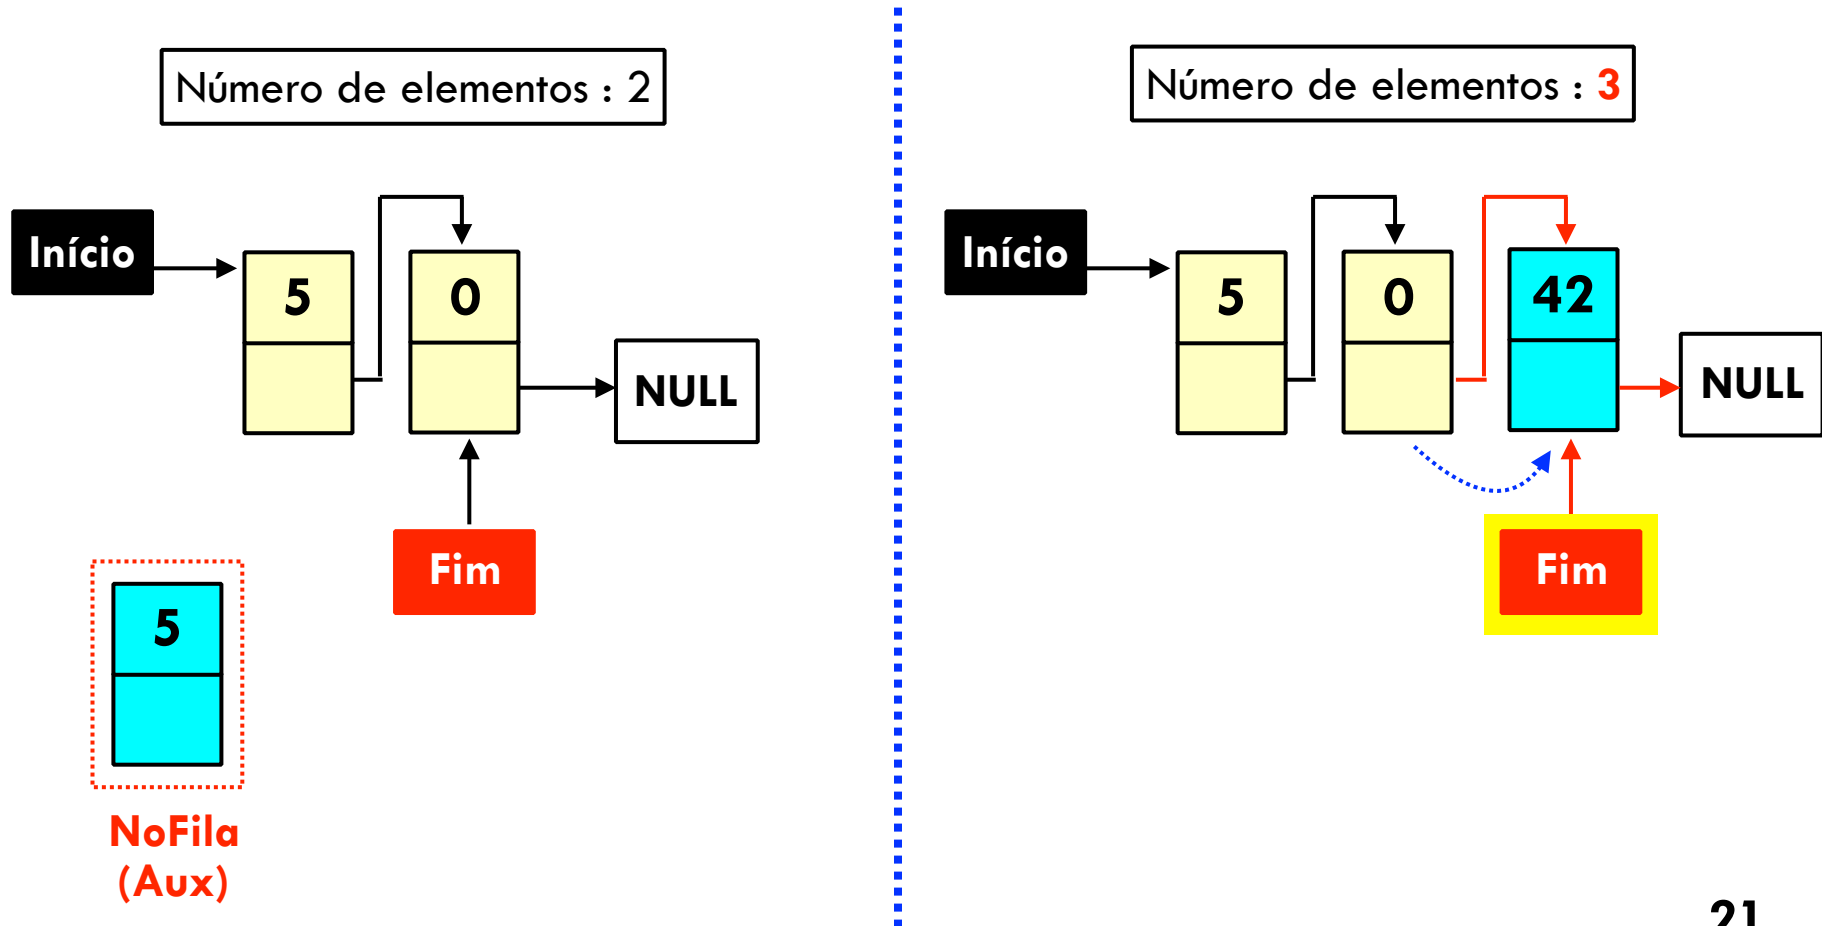 Número de elementos : 2
Início
5
0
NULL
Fim
5
NoFila
(Aux)
Número de elementos : 3
Início
5
0
42
NULL
Fim
21